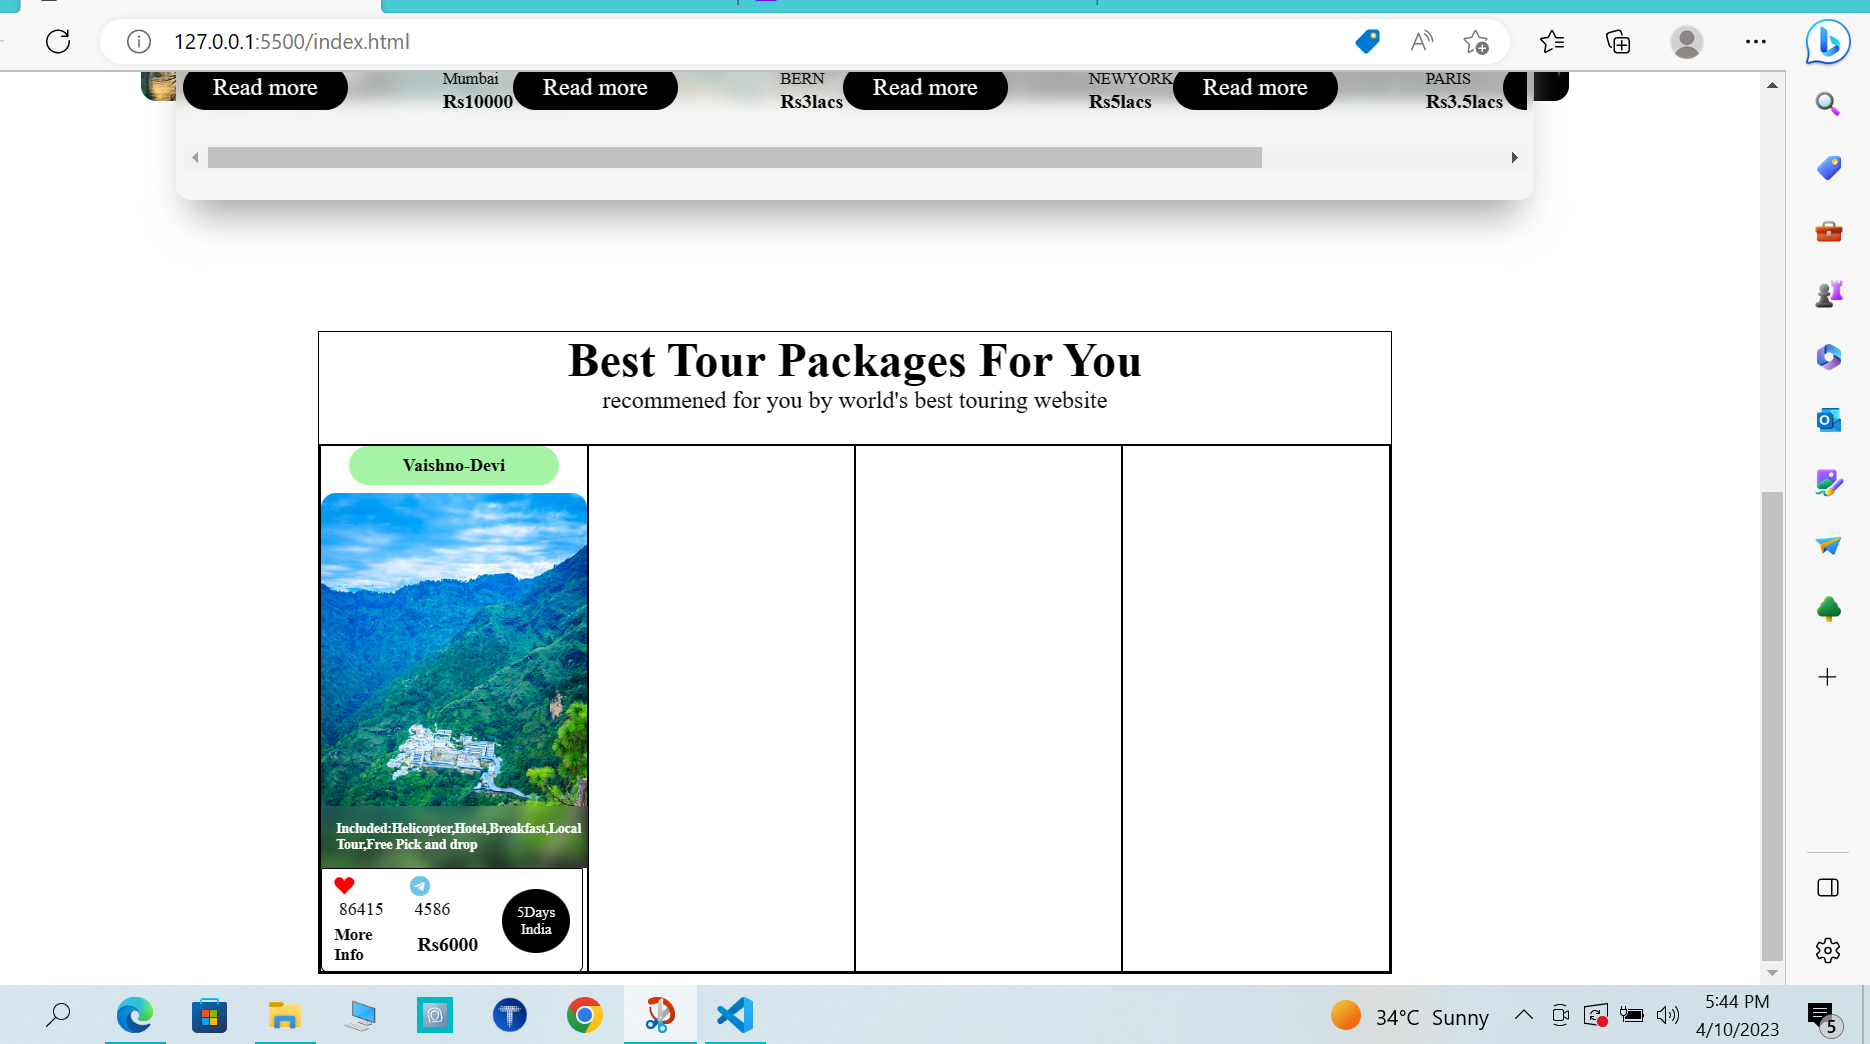 127.0.0.1:5500/index.html
Read more Mumbai Read more BERN Read more NEWYORK Read more PARIS
Rs10000 Rs3lacs Rs5lacs Rs3.5lacs
Best Tour Packages For You
recommened for you by world's best touring website
Vaishno-Devi
Included:Helicopter,Hotel,Breakfast,Local
Tour,Free Pick and drop
86415 4586
5Days
India
More
Info
Rs6000
34°C Sunny
5:44 PM
4/10/2023
5